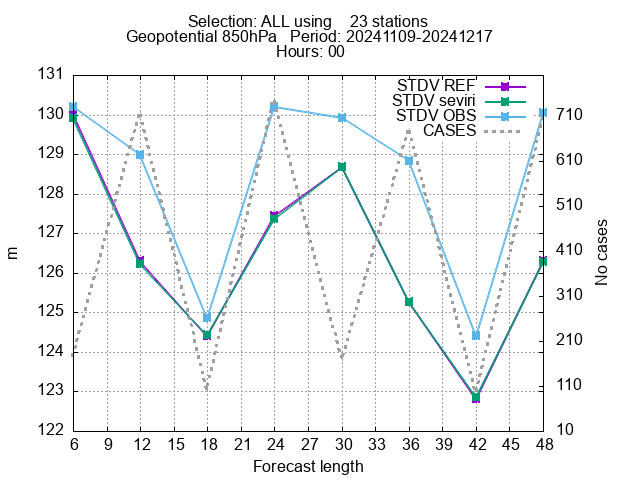 Selection: ALL using    23 stations
Geopotential 850hPa   Period: 20241109-20241217
Hours: 00
STDV REF
STDV seviri
STDV OBS
CASES
131
130
129
128
127
126
125
124
123
122
m
710
610
510
410
310
210
110
10
No cases
6 12 15 18 21 24 27 30 33 36 39 42 45 48
Forecast length